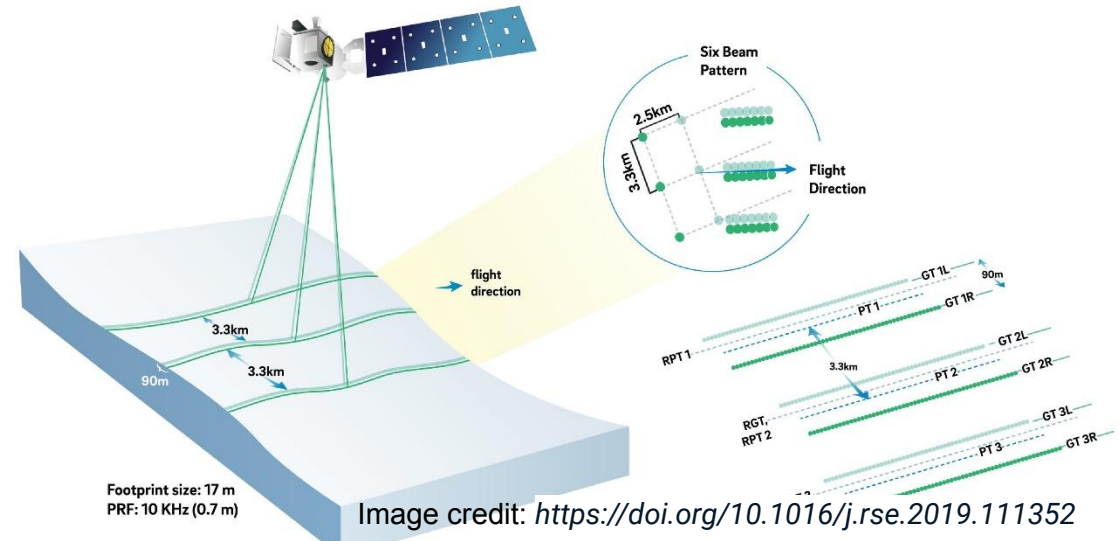 Six Beam
Pattern
2.5km
3.3km
Flight
Direction
flight
direction
3.3km
3.3km
90m
GT 1L
90m
PT 1
GT 1R
RPT 1
3.3km
GT 2L
PT 2
GT 2R
RGT,
RPT 2
GT 3L
PT 3
GT 3R
Footprint size: 17 m
PRF: 10 KHz (0.7 m)
Image credit: https://doi.org/10.1016/j.rse.2019.111352